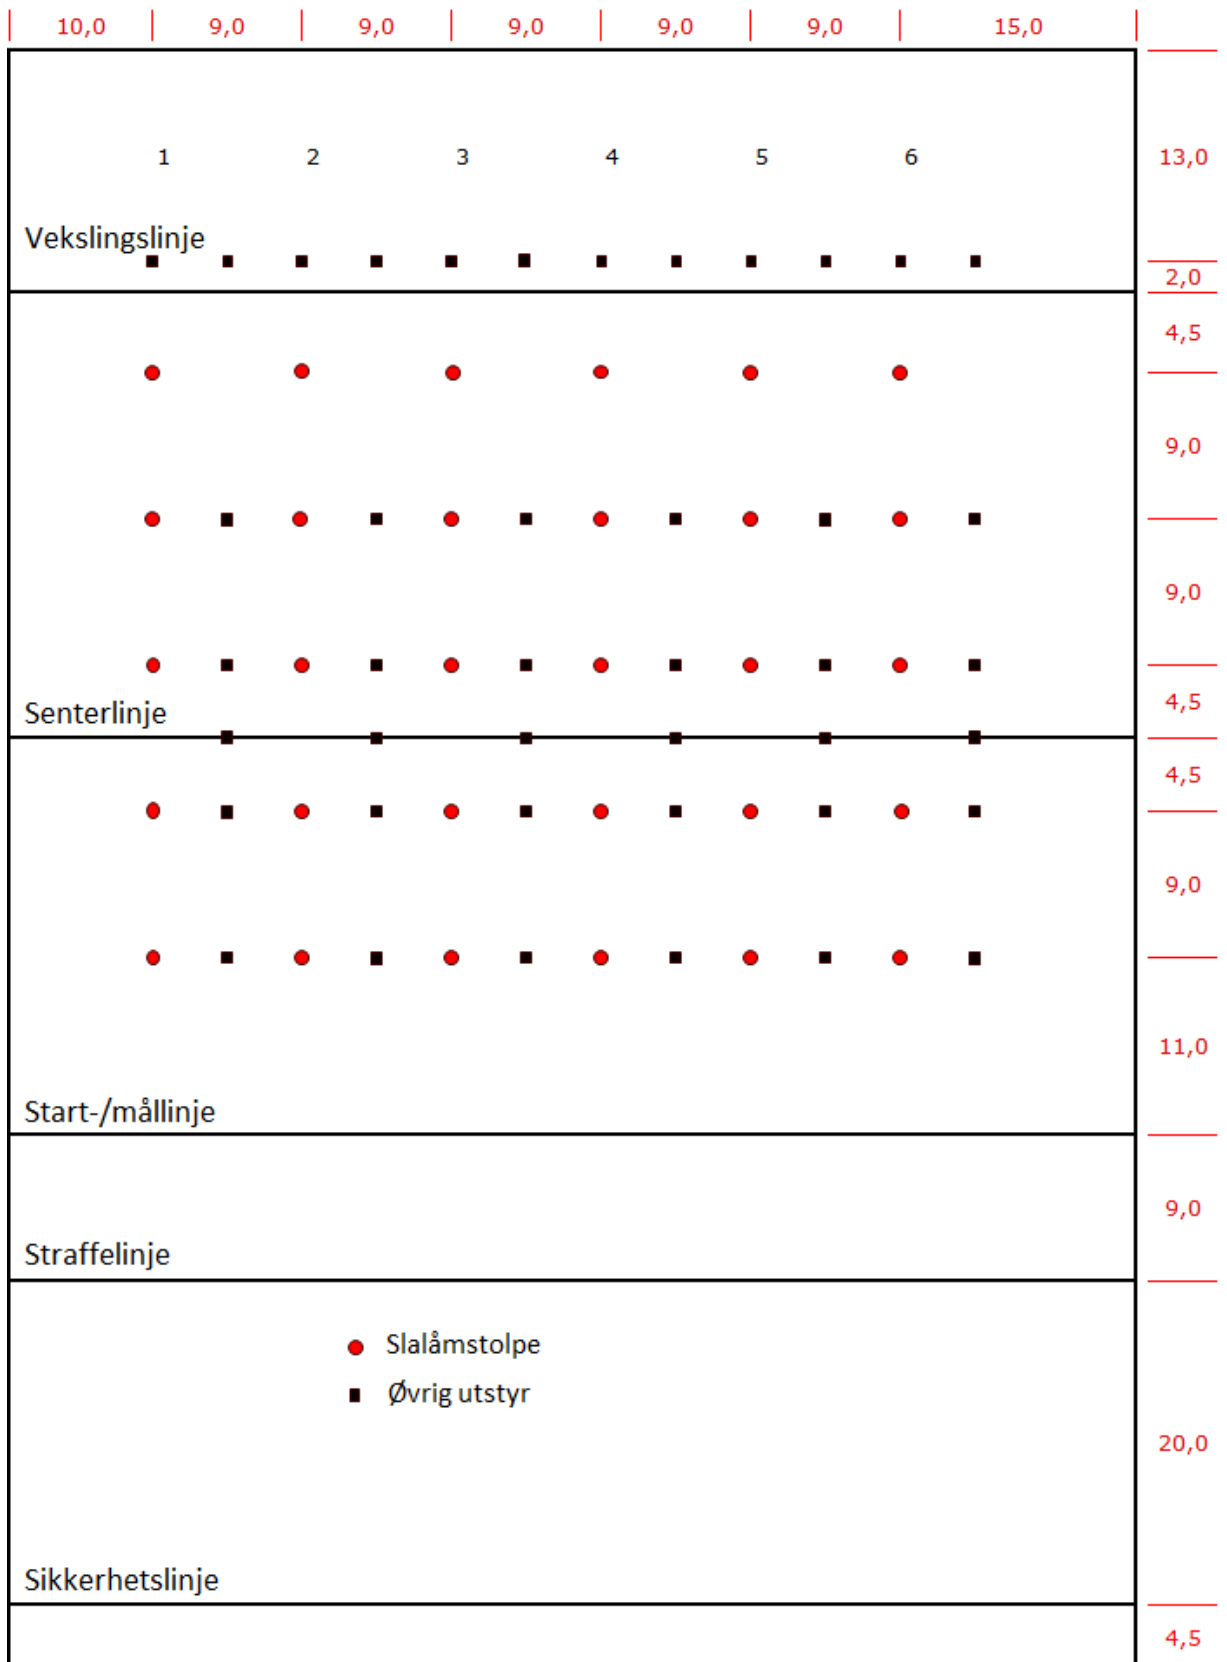 10,0 9,0 9,0 9,0 9,0 9,0 15,0
1 2 3 4 5 6
13,0
Vekslingslinje
2,0
4,5
9,0
9,0
Senterlinje
4,5
4,5
9,0
11,0
Start-/mållinje
9,0
Straffelinje
Slalåmstolpe
Øvrig utstyr
20,0
Sikkerhetslinje
4,5